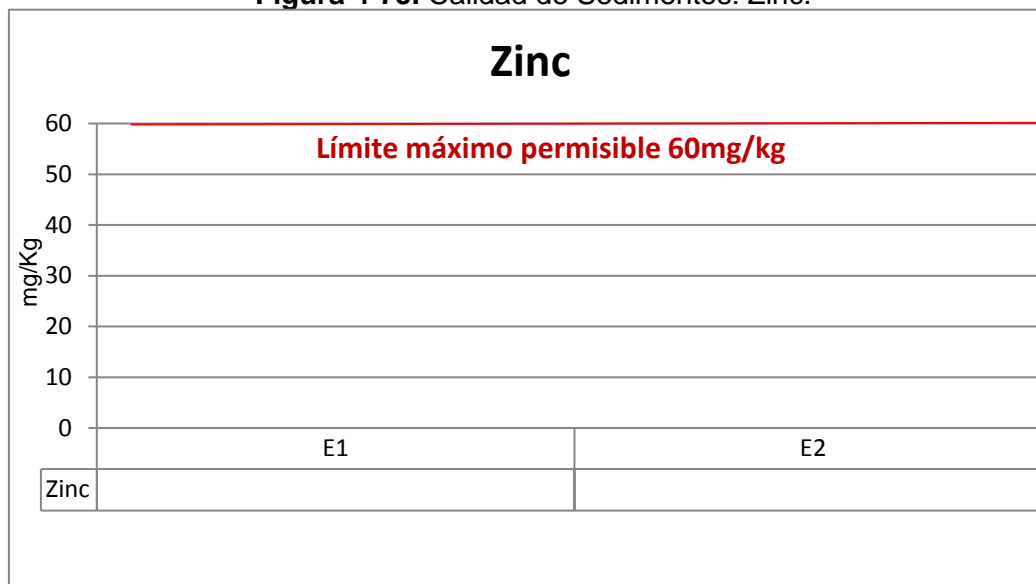 Calidad de Sedimentos. Zinc.
Zinc
60
Límite máximo permisible 60mg/kg
50
40
mg/Kg
30
20
10
0
E1 E2
Zinc